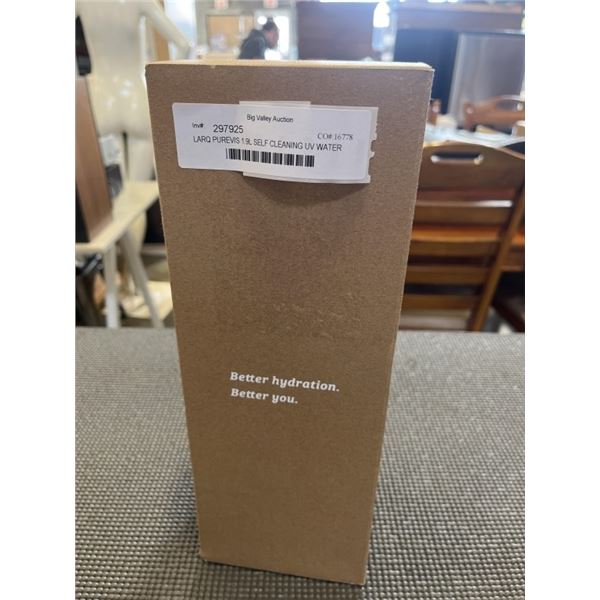 Big Valley Auction
Inv#: 297925 CO# 16778
LARQ PUREVIS 1.9L SELF CLEANING UV WATER
Better hydration.
Better you.